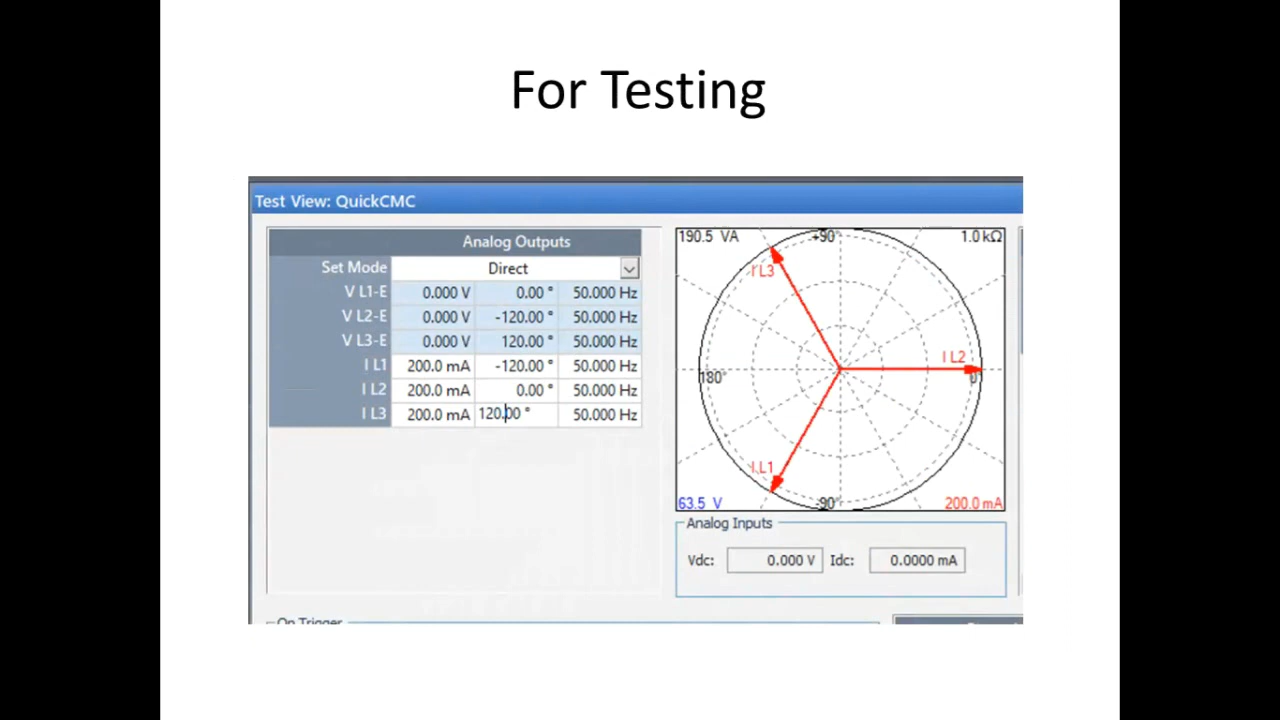 For Testing
Test View: QuickCMC
Analog Outputs
Set Mode Direct
V L1-E 0.000 V 0.00 ° 50.000 Hz
V L2-E 0.000 V -120.00 ° 50.000 Hz
V L3-E 0.000 V 120.00 ° 50.000 Hz
I L1 200.0 mA -120.00 ° 50.000 Hz
I L2 200.0 mA 0.00 ° 50.000 Hz
I L3 200.0 mA 120.00 ° 50.000 Hz
190.5 VA +90° 1.0 kΩ
I L3
I L2
180° 0°
I L1
63.5 V -90° 200.0 mA
Analog Inputs
Vdc: 0.000 V Idc: 0.0000 mA
On Trigger